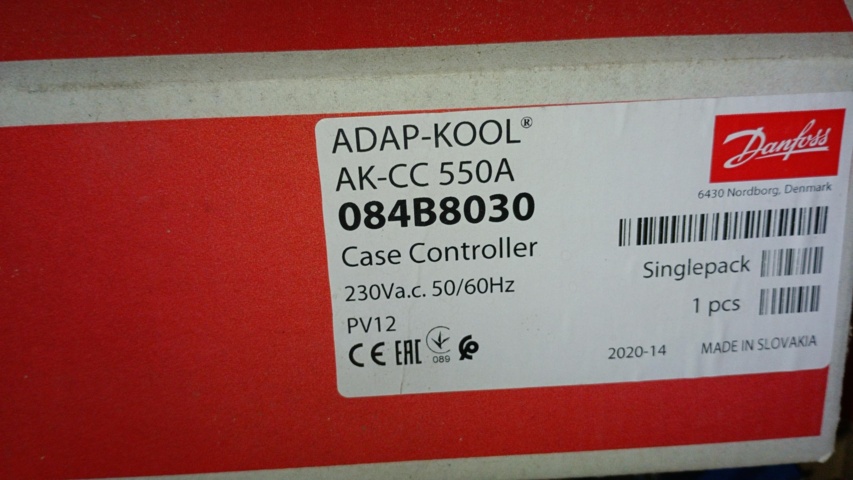 ADAP-KOOL®
AK-CC 550A
084B8030
Case Controller
230Va.c. 50/60Hz
PV12
CE EAC
089
Danfoss
6430 Nordborg, Denmark
Singlepack
1 pcs
2020-14 MADE IN SLOVAKIA